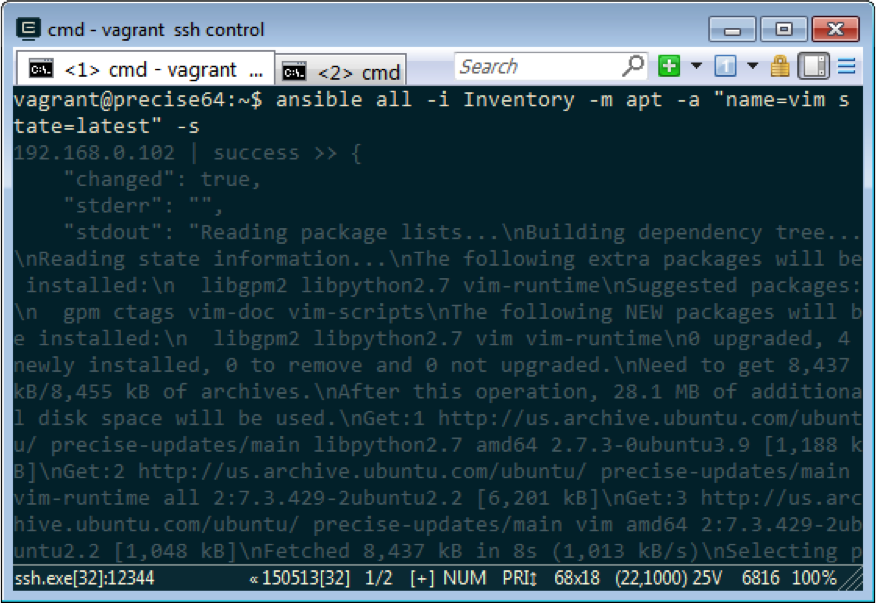 cmd - vagrant ssh control
<1> cmd - vagrant ... <2> cmd Search 1
vagrant@precise64:~$ ansible all -i Inventory -m apt -a "name=vim s
tate=latest" -s
192.168.0.102 | success >> {
    "changed": true,
    "stderr": "",
    "stdout": "Reading package lists...\nBuilding dependency tree...
\nReading state information...\nThe following extra packages will be
 installed:\n  libgpm2 libpython2.7 vim-runtime\nSuggested packages:
\n  gpm ctags vim-doc vim-scripts\nThe following NEW packages will b
e installed:\n  libgpm2 libpython2.7 vim vim-runtime\n0 upgraded, 4 
newly installed, 0 to remove and 0 not upgraded.\nNeed to get 8,437 
kB/8,455 kB of archives.\nAfter this operation, 28.1 MB of additiona
l disk space will be used.\nGet:1 http://us.archive.ubuntu.com/ubunt
u/ precise-updates/main libpython2.7 amd64 2.7.3-0ubuntu3.9 [1,188 k
B]\nGet:2 http://us.archive.ubuntu.com/ubuntu/ precise-updates/main 
vim-runtime all 2:7.3.429-2ubuntu2.2 [6,201 kB]\nGet:3 http://us.arc
hive.ubuntu.com/ubuntu/ precise-updates/main vim amd64 2:7.3.429-2ub
untu2.2 [1,048 kB]\nFetched 8,437 kB in 8s (1,013 kB/s)\nSelecting p
ssh.exe[32]:12344 «150513[32] 1/2 [+] NUM PRI↕ 68x18 (22,1000) 25V 6816 100%